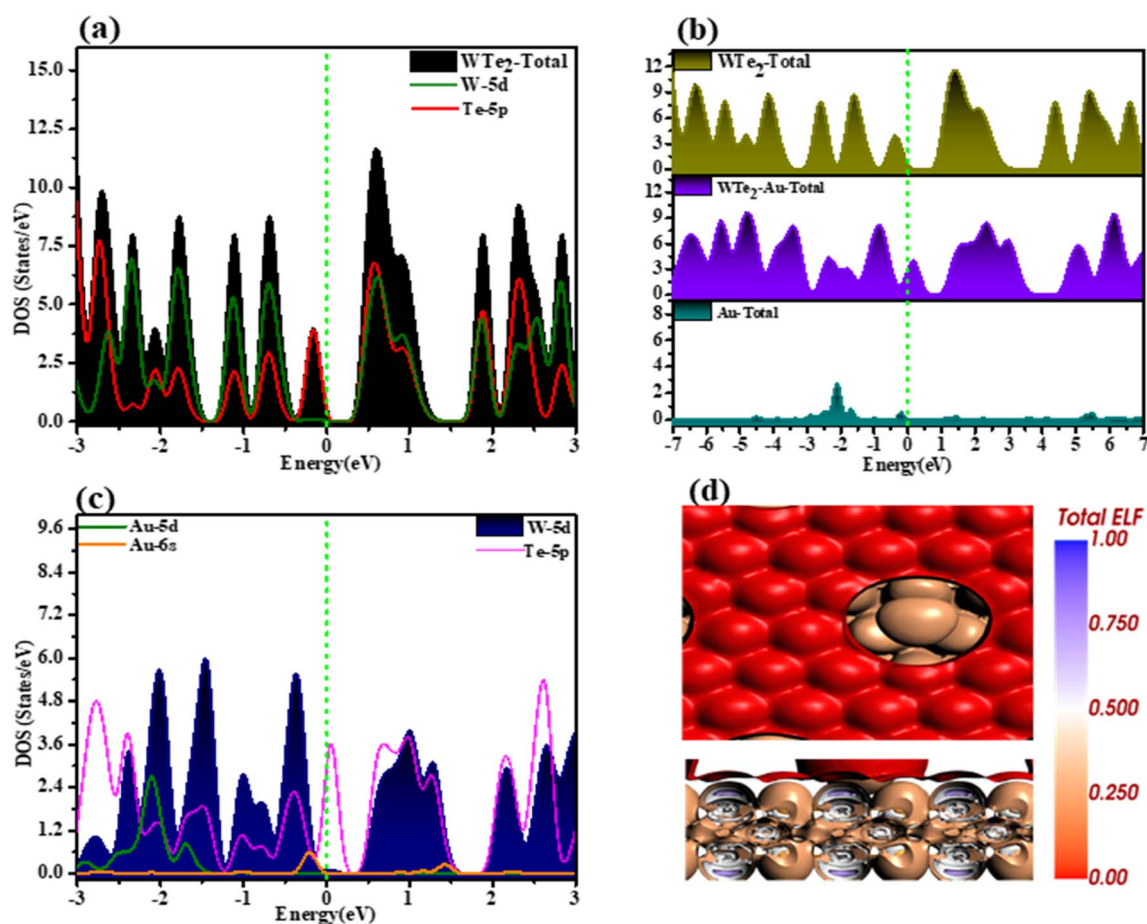 (a)
WTe2-Total
W-5d
Te-5p
DOS (States/eV)
15.0
12.5
10.0
7.5
5.0
2.5
0.0
-3 -2 -1 0 1 2 3
Energy(eV)
(b)
WTe2-Total
12
9
6
3
0
WTe2-Au-Total
12
9
6
3
0
Au-Total
8
6
4
2
0
-7 -6 -5 -4 -3 -2 -1 0 1 2 3 4 5 6 7
Energy(eV)
(c)
Au-5d
Au-6s
W-5d
Te-5p
DOS (States/eV)
9.6
8.4
7.2
6.0
4.8
3.6
1.2
0.0
-3 -2 -1 0 1 2 3
Energy(eV)
(d)
Total ELF
1.00
0.750
0.500
0.250
0.00